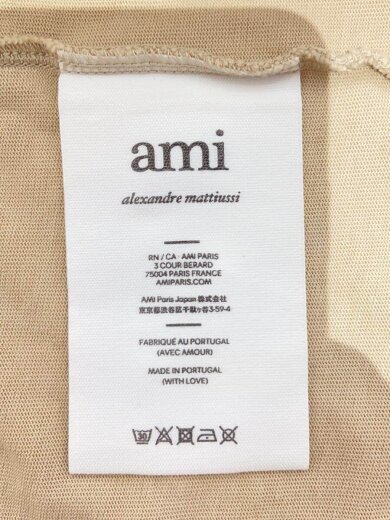 ami
alexandre mattiussi
RN / CA - AMI PARIS
3 COUR BERARD
75004 PARIS FRANCE
AMIPARIS.COM
AMI Paris Japan 株式会社
東京都渋谷区千駄ヶ谷3-59-4
FABRIQUÉ AU PORTUGAL
(AVEC AMOUR)
MADE IN PORTUGAL
(WITH LOVE)
30